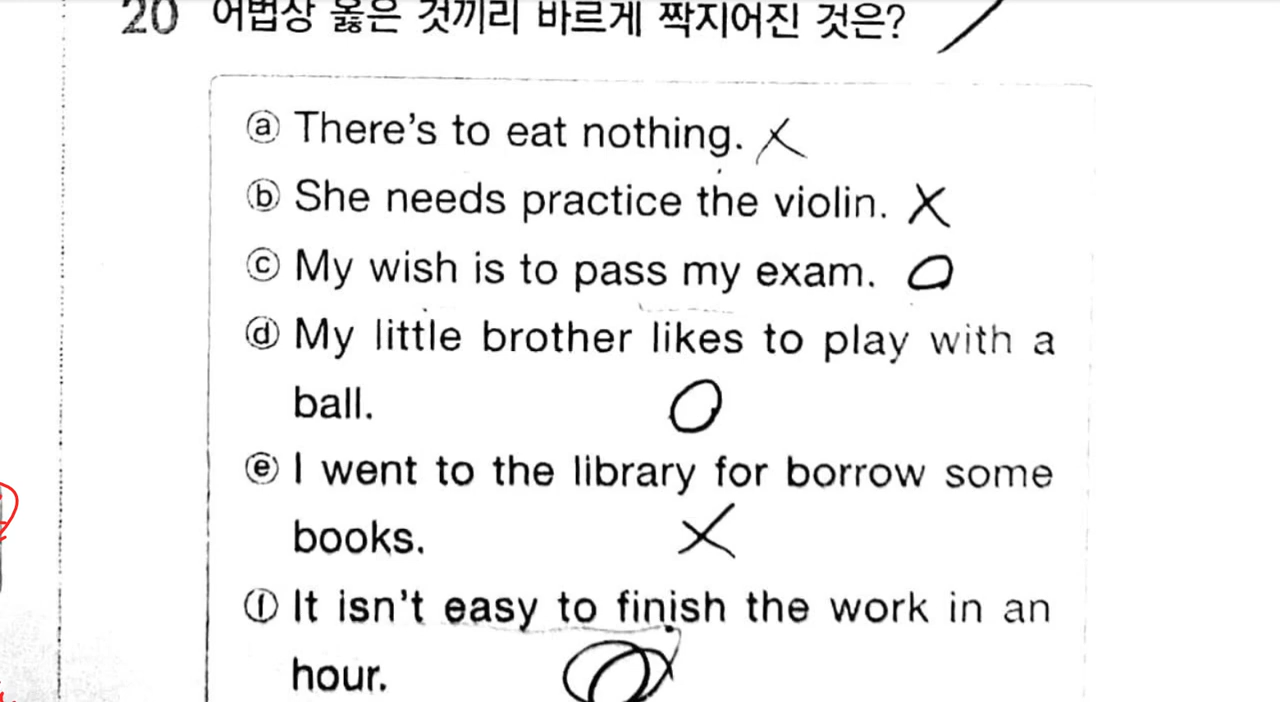 20 어법상 옳은 것끼리 바르게 짝지어진 것은?
ⓐ There's to eat nothing. X
ⓑ She needs practice the violin. X
ⓒ My wish is to pass my exam. O
ⓓ My little brother likes to play with a
ball. O
ⓔ I went to the library for borrow some
books. X
ⓕ It isn't easy to finish the work in an
hour. O